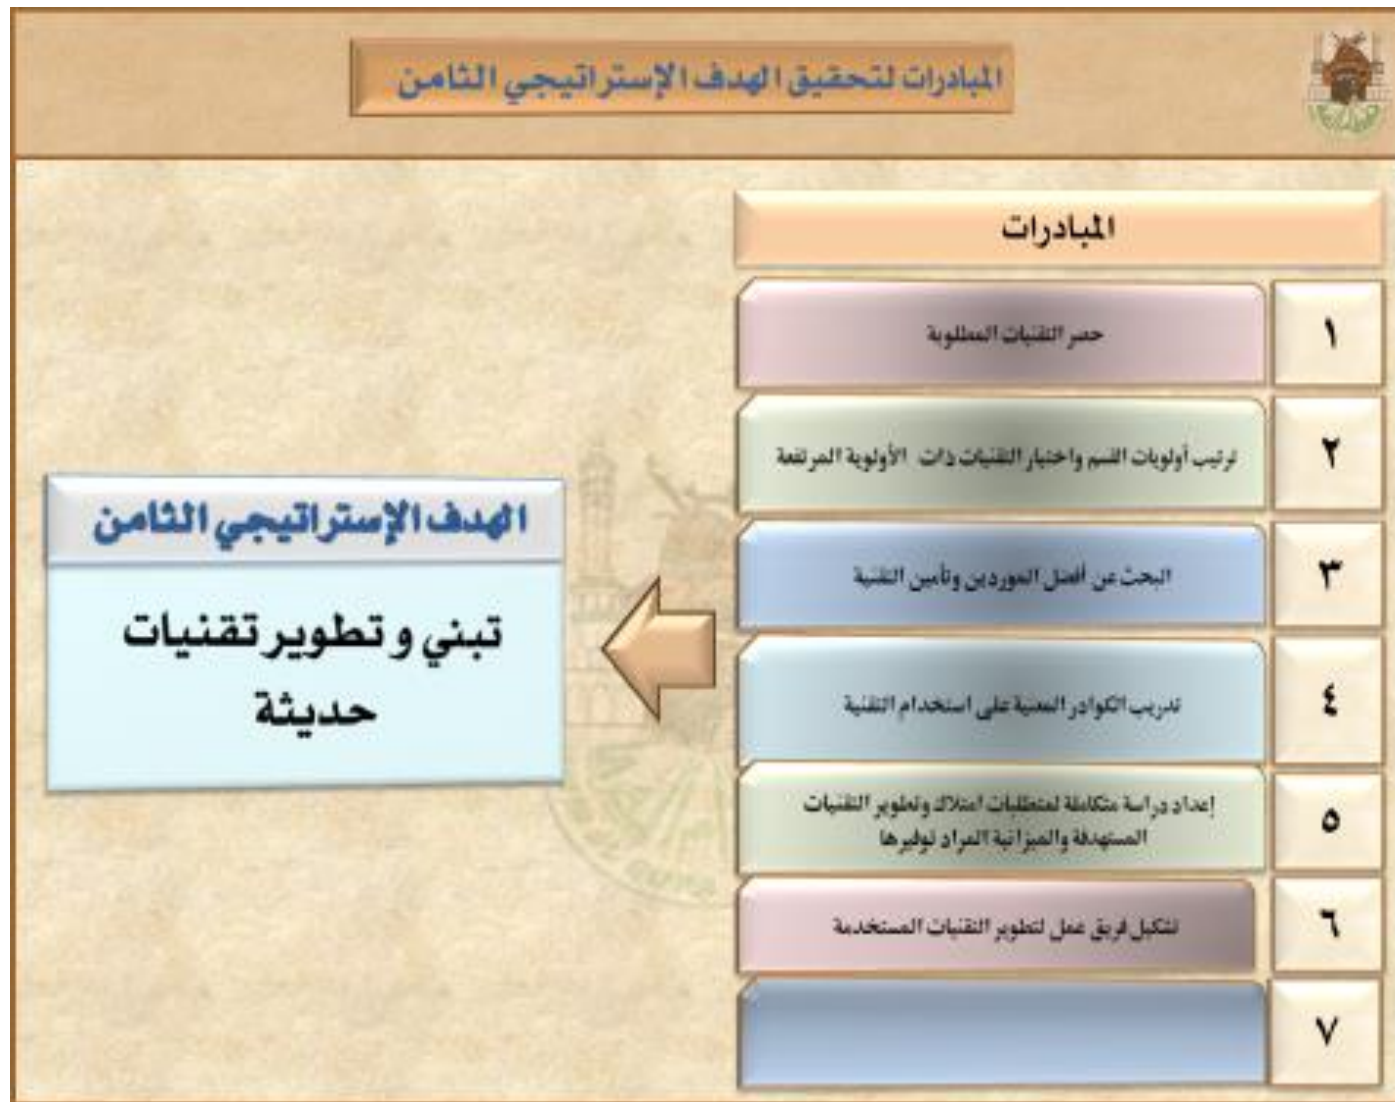 المبادرات لتحقيق الهدف الإستراتيجي الثامن
المبادرات
١
حصر التقنيات المطلوبة
٢
ترتيب أولويات القسم واختيار التقنيات ذات الأولوية المرتفعة
٣
البحث عن أفضل الموردين وتأمين التقنية
٤
تدريب الكوادر المعنية على استخدام التقنية
٥
إعداد دراسة متكاملة لمتطلبات امتلاك وتطوير التقنيات
المستهدفة والميزانية المراد توفيرها
٦
تشكيل فريق عمل لتطوير التقنيات المستخدمة
٧
الهدف الإستراتيجي الثامن
تبني و تطوير تقنيات
حديثة